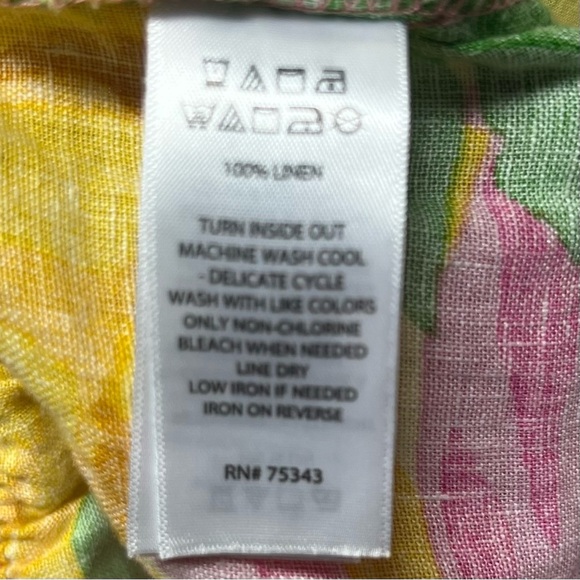 100% LINEN
TURN INSIDE OUT
MACHINE WASH COOL
- DELICATE CYCLE
WASH WITH LIKE COLORS
ONLY NON-CHLORINE
BLEACH WHEN NEEDED
LINE DRY
LOW IRON IF NEEDED
IRON ON REVERSE
RN# 75343